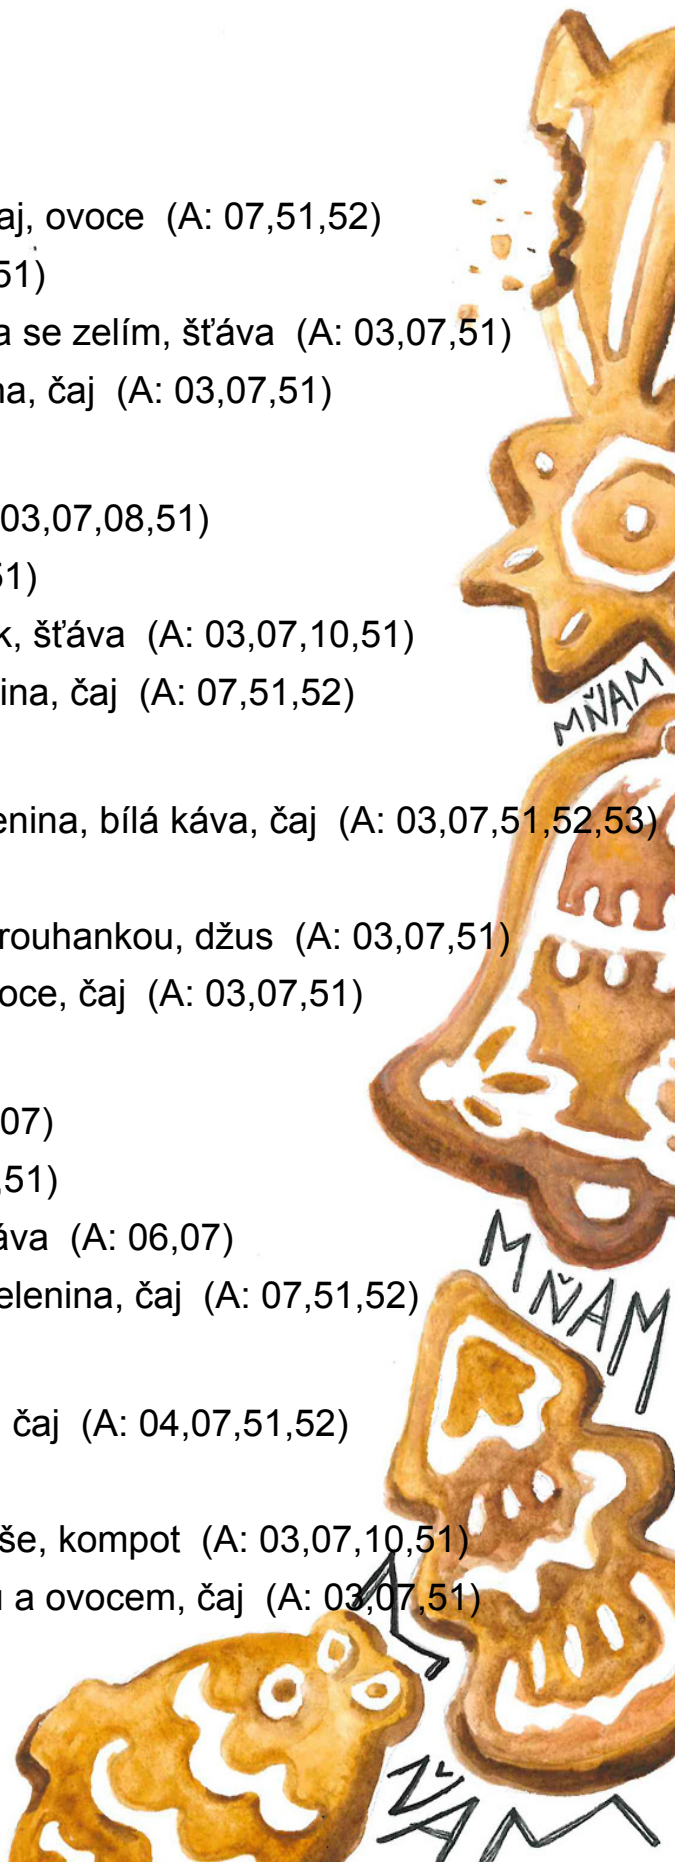 aj, ovoce (A: 07,51,52)
51)
a se zelím, šťáva (A: 03,07,51)
na, čaj (A: 03,07,51)
03,07,08,51)
51)
k, šťáva (A: 03,07,10,51)
ina, čaj (A: 07,51,52)
MŇAM
enina, bílá káva, čaj (A: 03,07,51,52,53)
rouhankou, džus (A: 03,07,51)
oce, čaj (A: 03,07,51)
07)
,51)
áva (A: 06,07)
MŇAM
elenina, čaj (A: 07,51,52)
čaj (A: 04,07,51,52)
še, kompot (A: 03,07,10,51)
u a ovocem, čaj (A: 03,07,51)
ŇAM